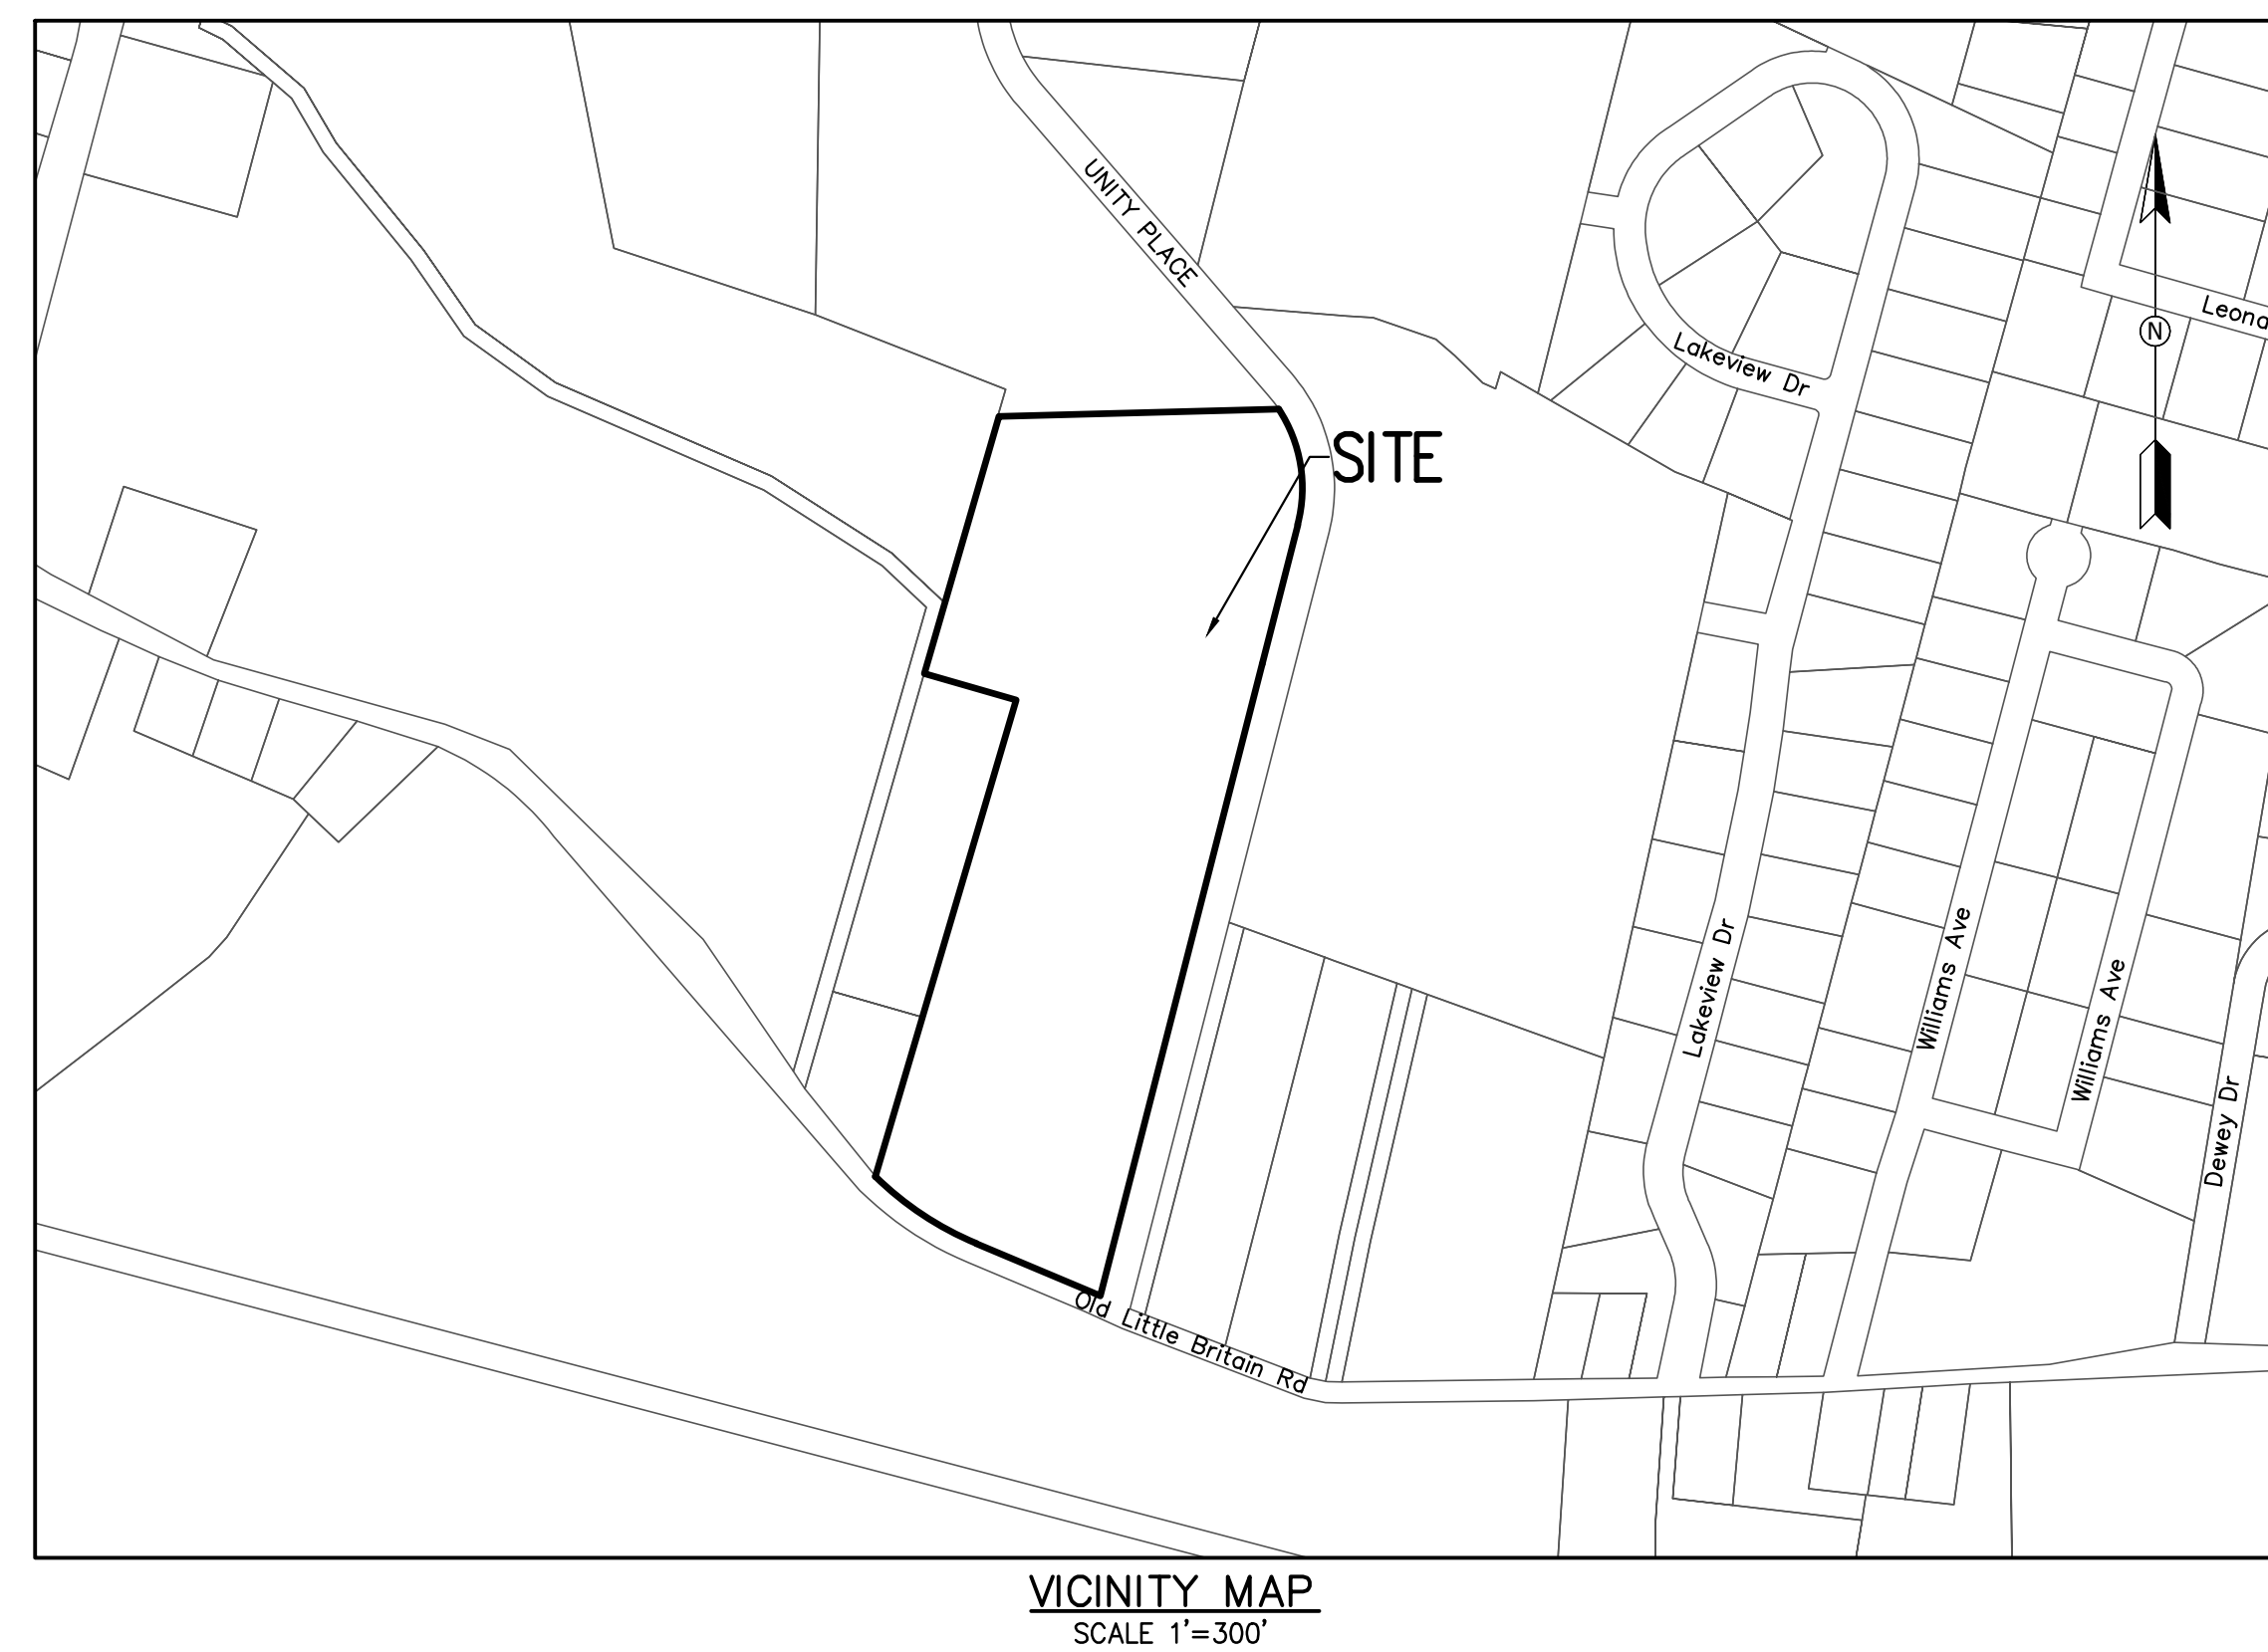 UNITY PLACE
Leona
N
Lakeview Dr
SITE
Lakeview Dr
Williams Ave
Williams Ave
Dewey Dr
Old Little Britain Rd
VICINITY MAP
SCALE 1'=300'